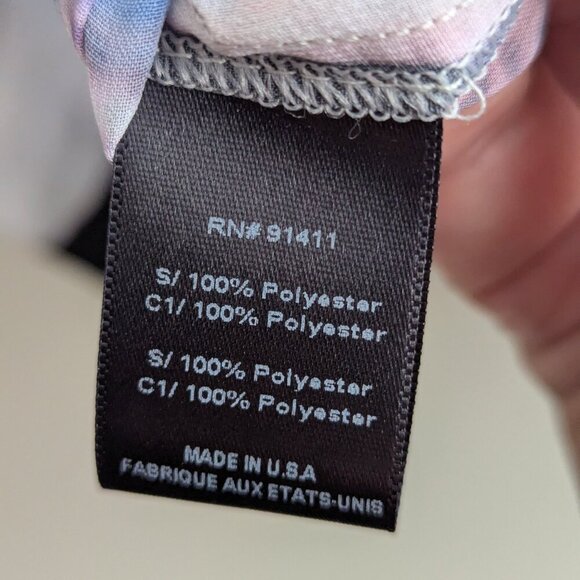 RN# 91411
S/ 100% Polyester
C1/ 100% Polyester
S/ 100% Polyester
C1/ 100% Polyester
MADE IN U.S.A
FABRIQUE AUX ETATS-UNIS